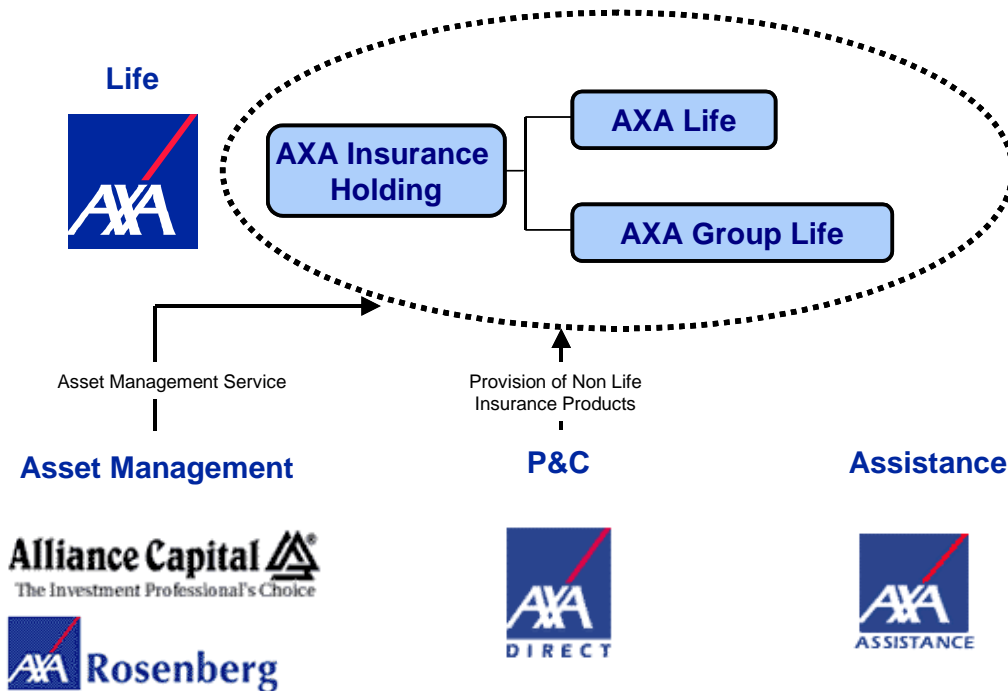 Life
AXA
AXA Insurance
Holding
AXA Life
AXA Group Life
Asset Management Service
Provision of Non Life
Insurance Products
Asset Management
P&C
Assistance
Alliance Capital ®
The Investment Professional's Choice
AXA Rosenberg
AXA
DIRECT
AXA
ASSISTANCE